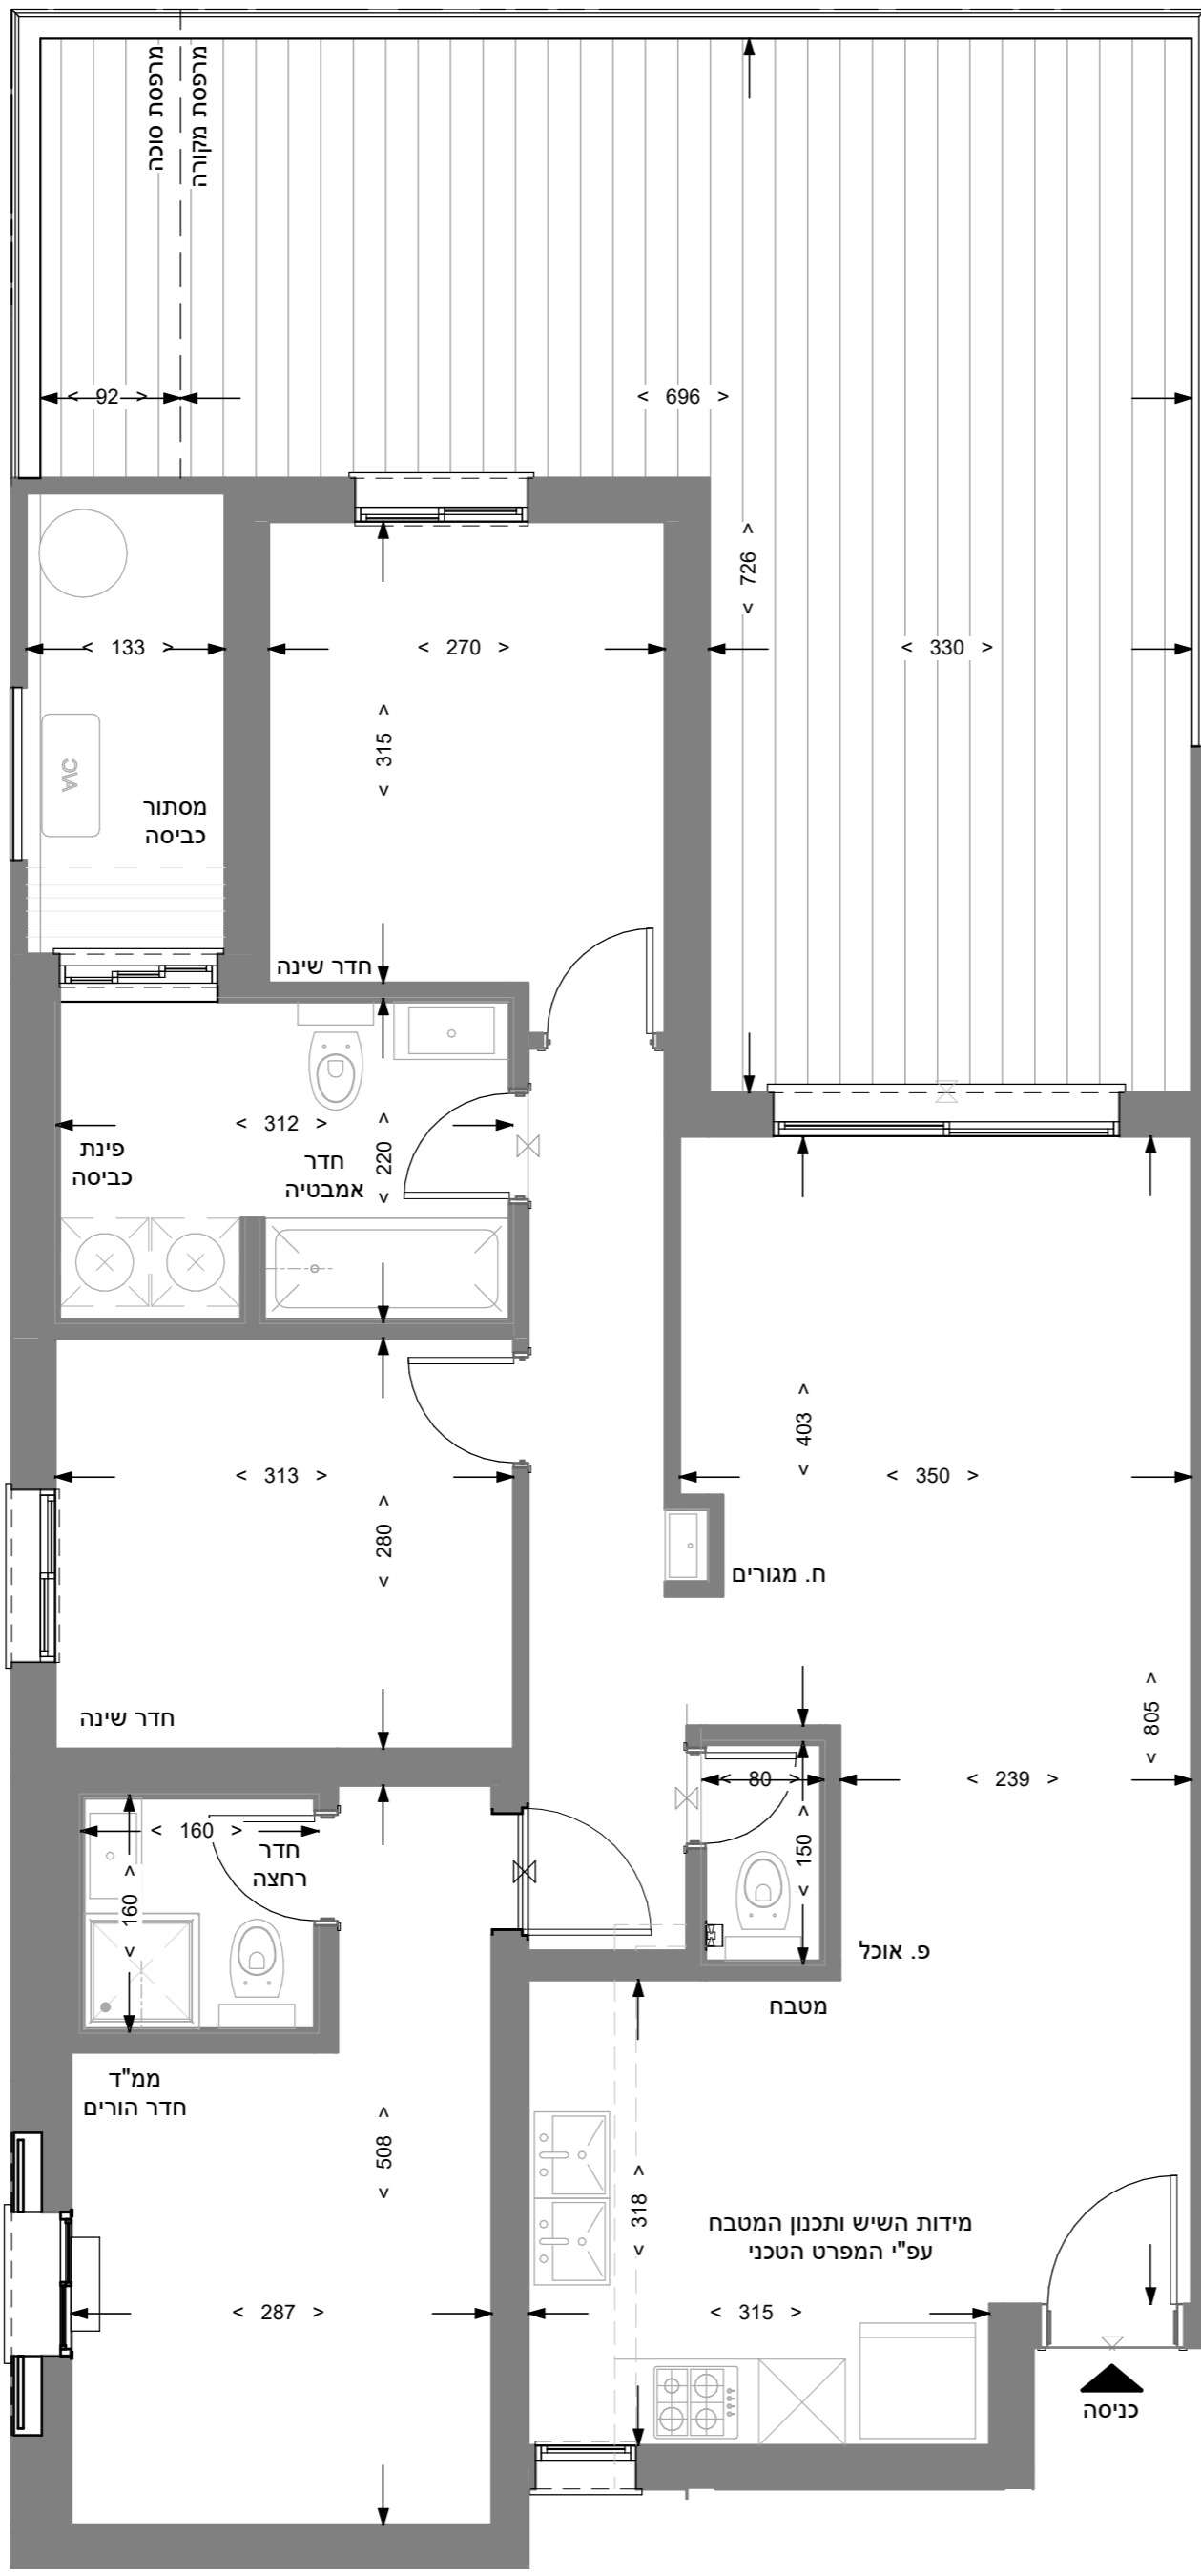 מרפסת סוכה
מרפסת מקורה
< 92 >
< 696 >
< 726 >
< 133 >
< 270 >
< 330 >
< 315 >
A\C
מסתור
כביסה
חדר שינה
< 312 >
< 220 >
פינת
כביסה
חדר
אמבטיה
< 403 >
< 313 >
< 350 >
< 280 >
ח. מגורים
< 805 >
חדר שינה
< 80 >
< 239 >
< 160 >
חדר
רחצה
< 150 >
< 160 >
פ. אוכל
מטבח
ממ"ד
חדר הורים
< 508 >
< 318 >
מידות השיש ותכנון המטבח
עפ"י המפרט הטכני
< 287 >
< 315 >
כניסה